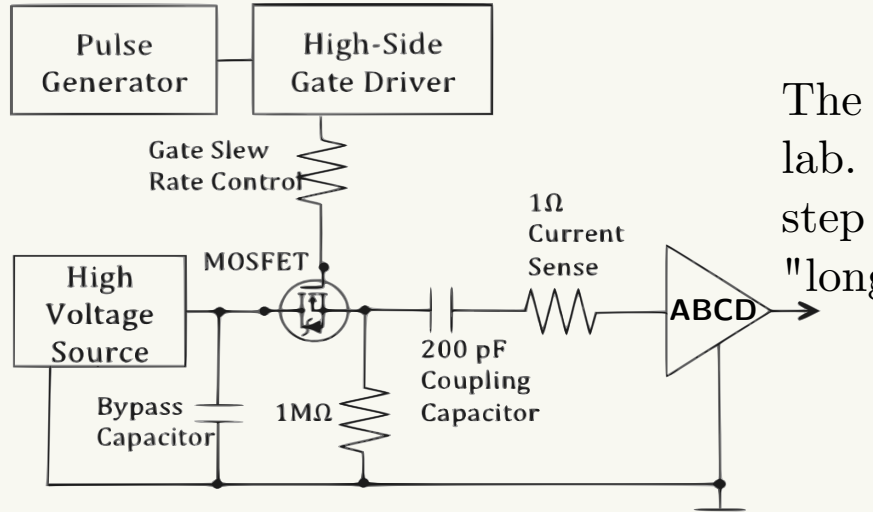 Pulse
Generator
High-Side
Gate Driver
Gate Slew
Rate Control
MOSFET
High
Voltage
Source
Bypass
Capacitor
1MΩ
200 pF
Coupling
Capacitor
1Ω
Current
Sense
ABCD
The
lab.
step
"long